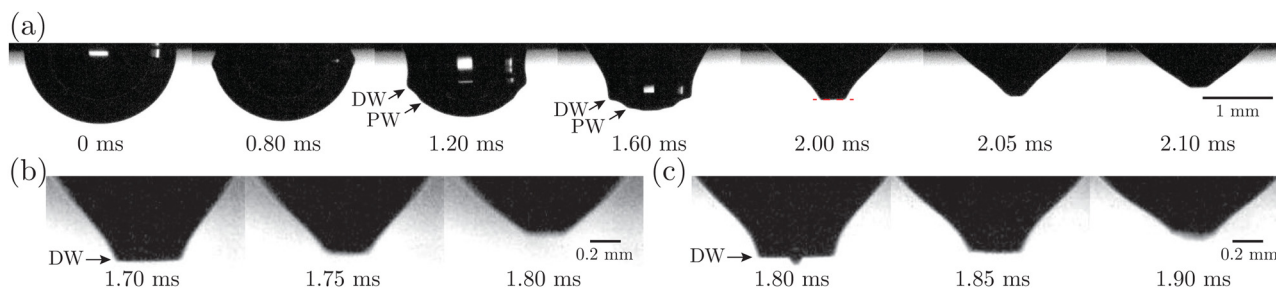 (a)
DW
PW
DW
PW
1 mm
0 ms
0.80 ms
1.20 ms
1.60 ms
2.00 ms
2.05 ms
2.10 ms
(b)
DW
0.2 mm
1.70 ms
1.75 ms
1.80 ms
(c)
DW
0.2 mm
1.80 ms
1.85 ms
1.90 ms